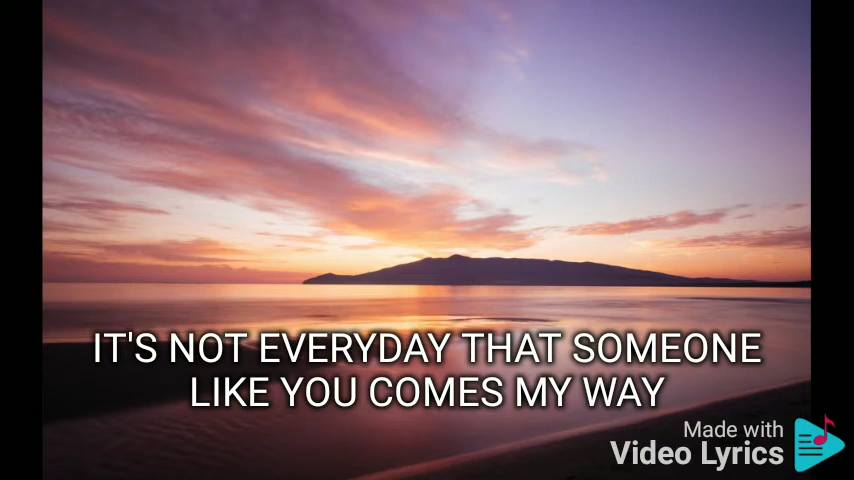 IT'S NOT EVERYDAY THAT SOMEONE
LIKE YOU COMES MY WAY
Made with
Video Lyrics